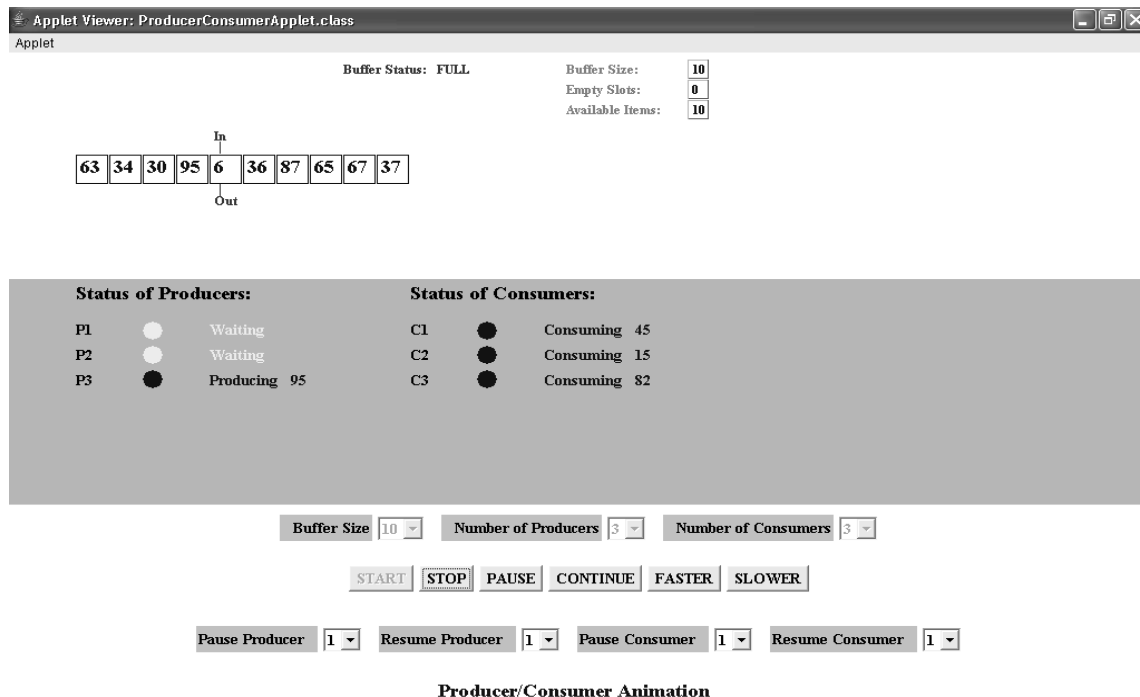 Applet Viewer: ProducerConsumerApplet.class
Applet
Buffer Status: FULL Buffer Size: 10
Empty Slots: 0
Available Items: 10
In
63 34 30 95 6 36 87 65 67 37
Out
Status of Producers: Status of Consumers:
P1 Waiting C1 Consuming 45
P2 Waiting C2 Consuming 15
P3 Producing 95 C3 Consuming 82
Buffer Size 10 Number of Producers 3 Number of Consumers 3
START STOP PAUSE CONTINUE FASTER SLOWER
Pause Producer 1 Resume Producer 1 Pause Consumer 1 Resume Consumer 1
Producer/Consumer Animation